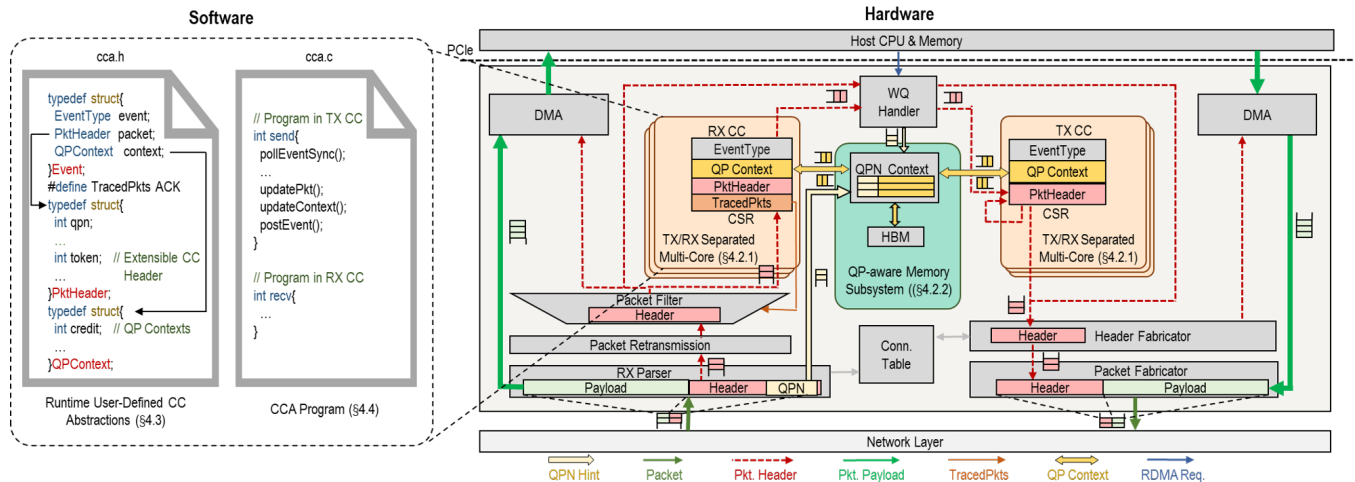 Software
cca.h
typedef struct{
EventType event;
PktHeader packet;
QPContext context;
}Event;
#define TracedPkts ACK
typedef struct{
int qpn;
…
int token; // Extensible CC
Header
…
}PktHeader;
typedef struct{
int credit; // QP Contexts
…
}QPContext;
Runtime User-Defined CC
Abstractions (§4.3)
cca.c
// Program in TX CC
int send{
pollEventSync();
…
updatePkt();
updateContext();
postEvent();
}
// Program in RX CC
int recv{
…
}
CCA Program (§4.4)
Hardware
PCIe
Host CPU & Memory
DMA
RX CC
EventType
QP Context
PktHeader
TracedPkts
CSR
TX/RX Separated
Multi-Core (§4.2.1)
WQ
Handler
QPN Context
HBM
QP-aware Memory
Subsystem ((§4.2.2)
TX CC
EventType
QP Context
PktHeader
CSR
TX/RX Separated
Multi-Core (§4.2.1)
DMA
Packet Filter
Header
Packet Retransmission
RX Parser
Payload
Header
QPN
Conn.
Table
Header
Header Fabricator
Packet Fabricator
Header
Payload
Network Layer
QPN Hint
Packet
Pkt. Header
Pkt. Payload
TracedPkts
QP Context
RDMA Req.